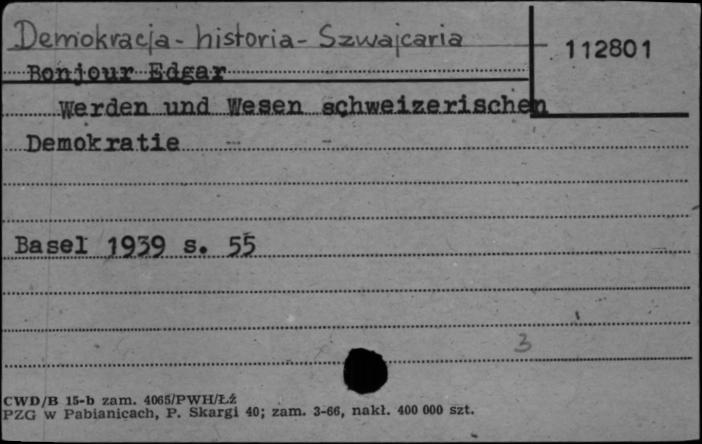 Demokracja - historia - Szwajcaria
112801
Bonjour Edgar
Werden und Wesen schweizerischen
Demokratie
Basel 1939 s. 55
3
CWD/B 15-b zam. 4065/PWH/Łź
PZG w Pabianicach, P. Skargi 40; zam. 3-66, nakł. 400 000 szt.